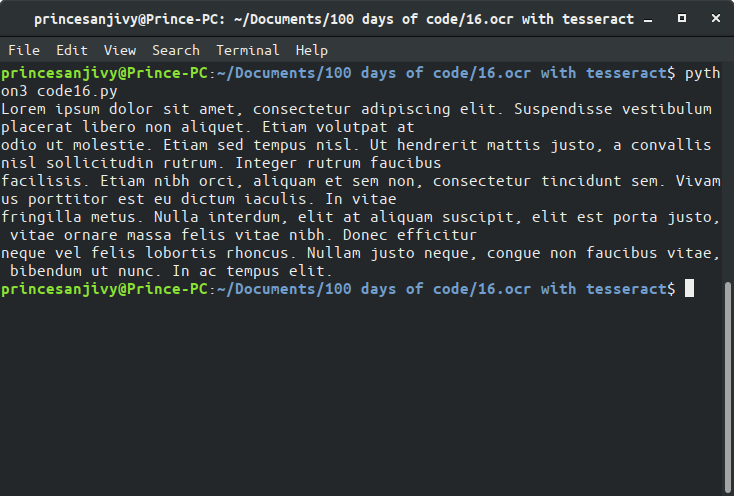 princesanjivy@Prince-PC: ~/Documents/100 days of code/16.ocr with tesseract
File Edit View Search Terminal Help
princesanjivy@Prince-PC:~/Documents/100 days of code/16.ocr with tesseract$ pyth
on3 code16.py
Lorem ipsum dolor sit amet, consectetur adipiscing elit. Suspendisse vestibulum
placerat libero non aliquet. Etiam volutpat at
odio ut molestie. Etiam sed tempus nisl. Ut hendrerit mattis justo, a convallis
nisl sollicitudin rutrum. Integer rutrum faucibus
facilisis. Etiam nibh orci, aliquam et sem non, consectetur tincidunt sem. Vivam
us porttitor est eu dictum iaculis. In vitae
fringilla metus. Nulla interdum, elit at aliquam suscipit, elit est porta justo,
 vitae ornare massa felis vitae nibh. Donec efficitur
neque vel felis lobortis rhoncus. Nullam justo neque, congue non faucibus vitae,
 bibendum ut nunc. In ac tempus elit.
princesanjivy@Prince-PC:~/Documents/100 days of code/16.ocr with tesseract$